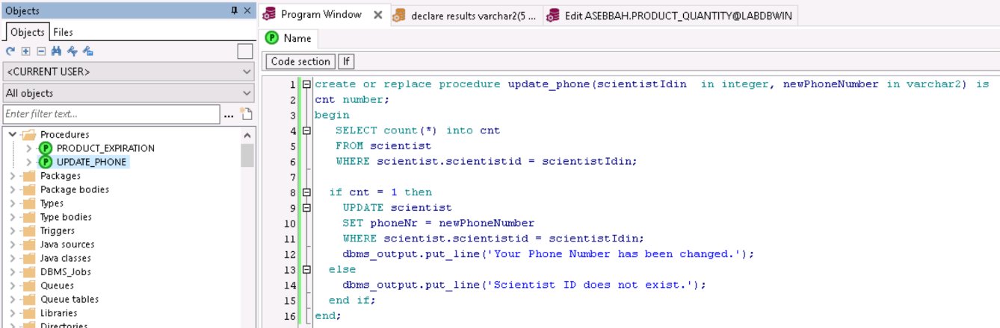 Objects
Objects Files
<CURRENT USER>
All objects
Enter filter text... ...
Procedures
PRODUCT_EXPIRATION
UPDATE_PHONE
Packages
Package bodies
Types
Type bodies
Triggers
Java sources
Java classes
DBMS_Jobs
Queues
Queue tables
Libraries
Directories
Program Window declare results varchar2(5 ... Edit ASEBBAH.PRODUCT_QUANTITY@LABDBWIN
P Name
Code section If
1 create or replace procedure update_phone(scientistIdin  in integer, newPhoneNumber in varchar2) is
2 cnt number;
3 begin
4    SELECT count(*) into cnt
5    FROM scientist
6    WHERE scientist.scientistid = scientistIdin;
7
8   if cnt = 1 then
9     UPDATE scientist
10     SET phoneNr = newPhoneNumber
11     WHERE scientist.scientistid = scientistIdin;
12     dbms_output.put_line('Your Phone Number has been changed.');
13   else
14     dbms_output.put_line('Scientist ID does not exist.');
15   end if;
16 end;